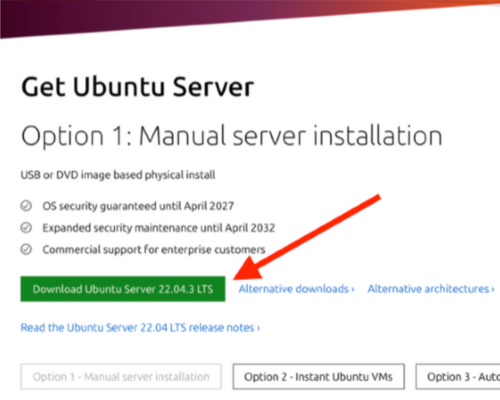 Get Ubuntu Server
Option 1: Manual server installation
USB or DVD image based physical install
OS security guaranteed until April 2027
Expanded security maintenance until April 2032
Commercial support for enterprise customers
Download Ubuntu Server 22.04.3 LTS Alternative downloads › Alternative architectures ›
Read the Ubuntu Server 22.04 LTS release notes ›
Option 1 - Manual server installation Option 2 - Instant Ubuntu VMs Option 3 - Auto